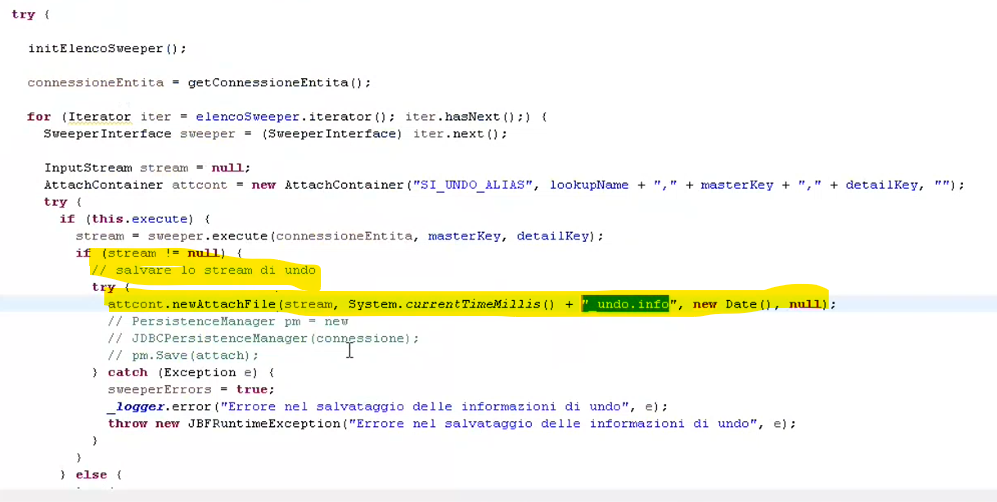 try {
initElencoSweeper();
connessioneEntita = getConnessioneEntita();
for (Iterator iter = elencoSweeper.iterator(); iter.hasNext();) {
SweeperInterface sweeper = (SweeperInterface) iter.next();
InputStream stream = null;
AttachContainer attcont = new AttachContainer("SI_UNDO_ALIAS", lookupName + "," + masterKey + "," + detailKey, "");
try {
if (this.execute) {
stream = sweeper.execute(connessioneEntita, masterKey, detailKey);
if (stream != null) {
// salvare lo stream di undo
try {
attcont.newAttachFile(stream, System.currentTimeMillis() + "_undo.info", new Date(), null);
// PersistenceManager pm = new
// JDBCPersistenceManager(connessione);
// pm.Save(attach);
} catch (Exception e) {
sweeperErrors = true;
_logger.error("Errore nel salvataggio delle informazioni di undo", e);
throw new JBFRuntimeException("Errore nel salvataggio delle informazioni di undo", e);
}
}
} else {